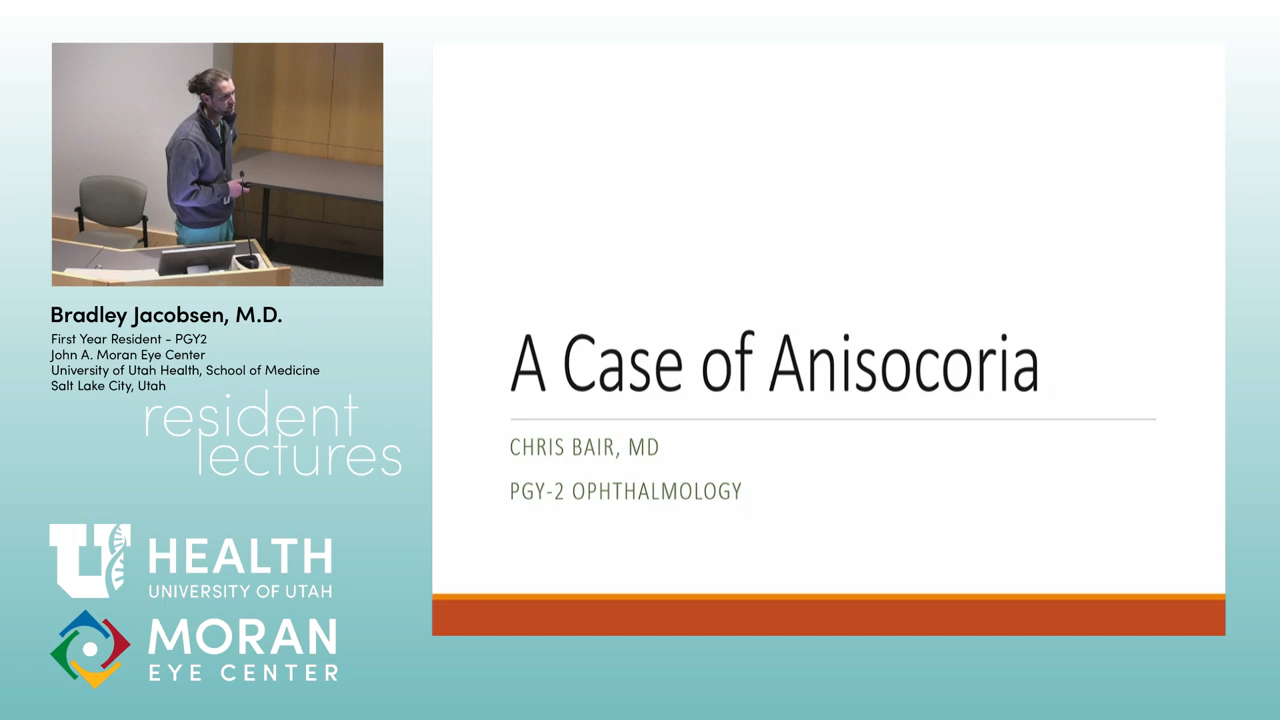 Bradley Jacobsen, M.D.
First Year Resident - PGY2
John A. Moran Eye Center
University of Utah Health, School of Medicine
Salt Lake City, Utah
resident
lectures
U HEALTH
UNIVERSITY OF UTAH
MORAN
EYE CENTER
A Case of Anisocoria
CHRIS BAIR, MD
PGY-2 OPHTHALMOLOGY